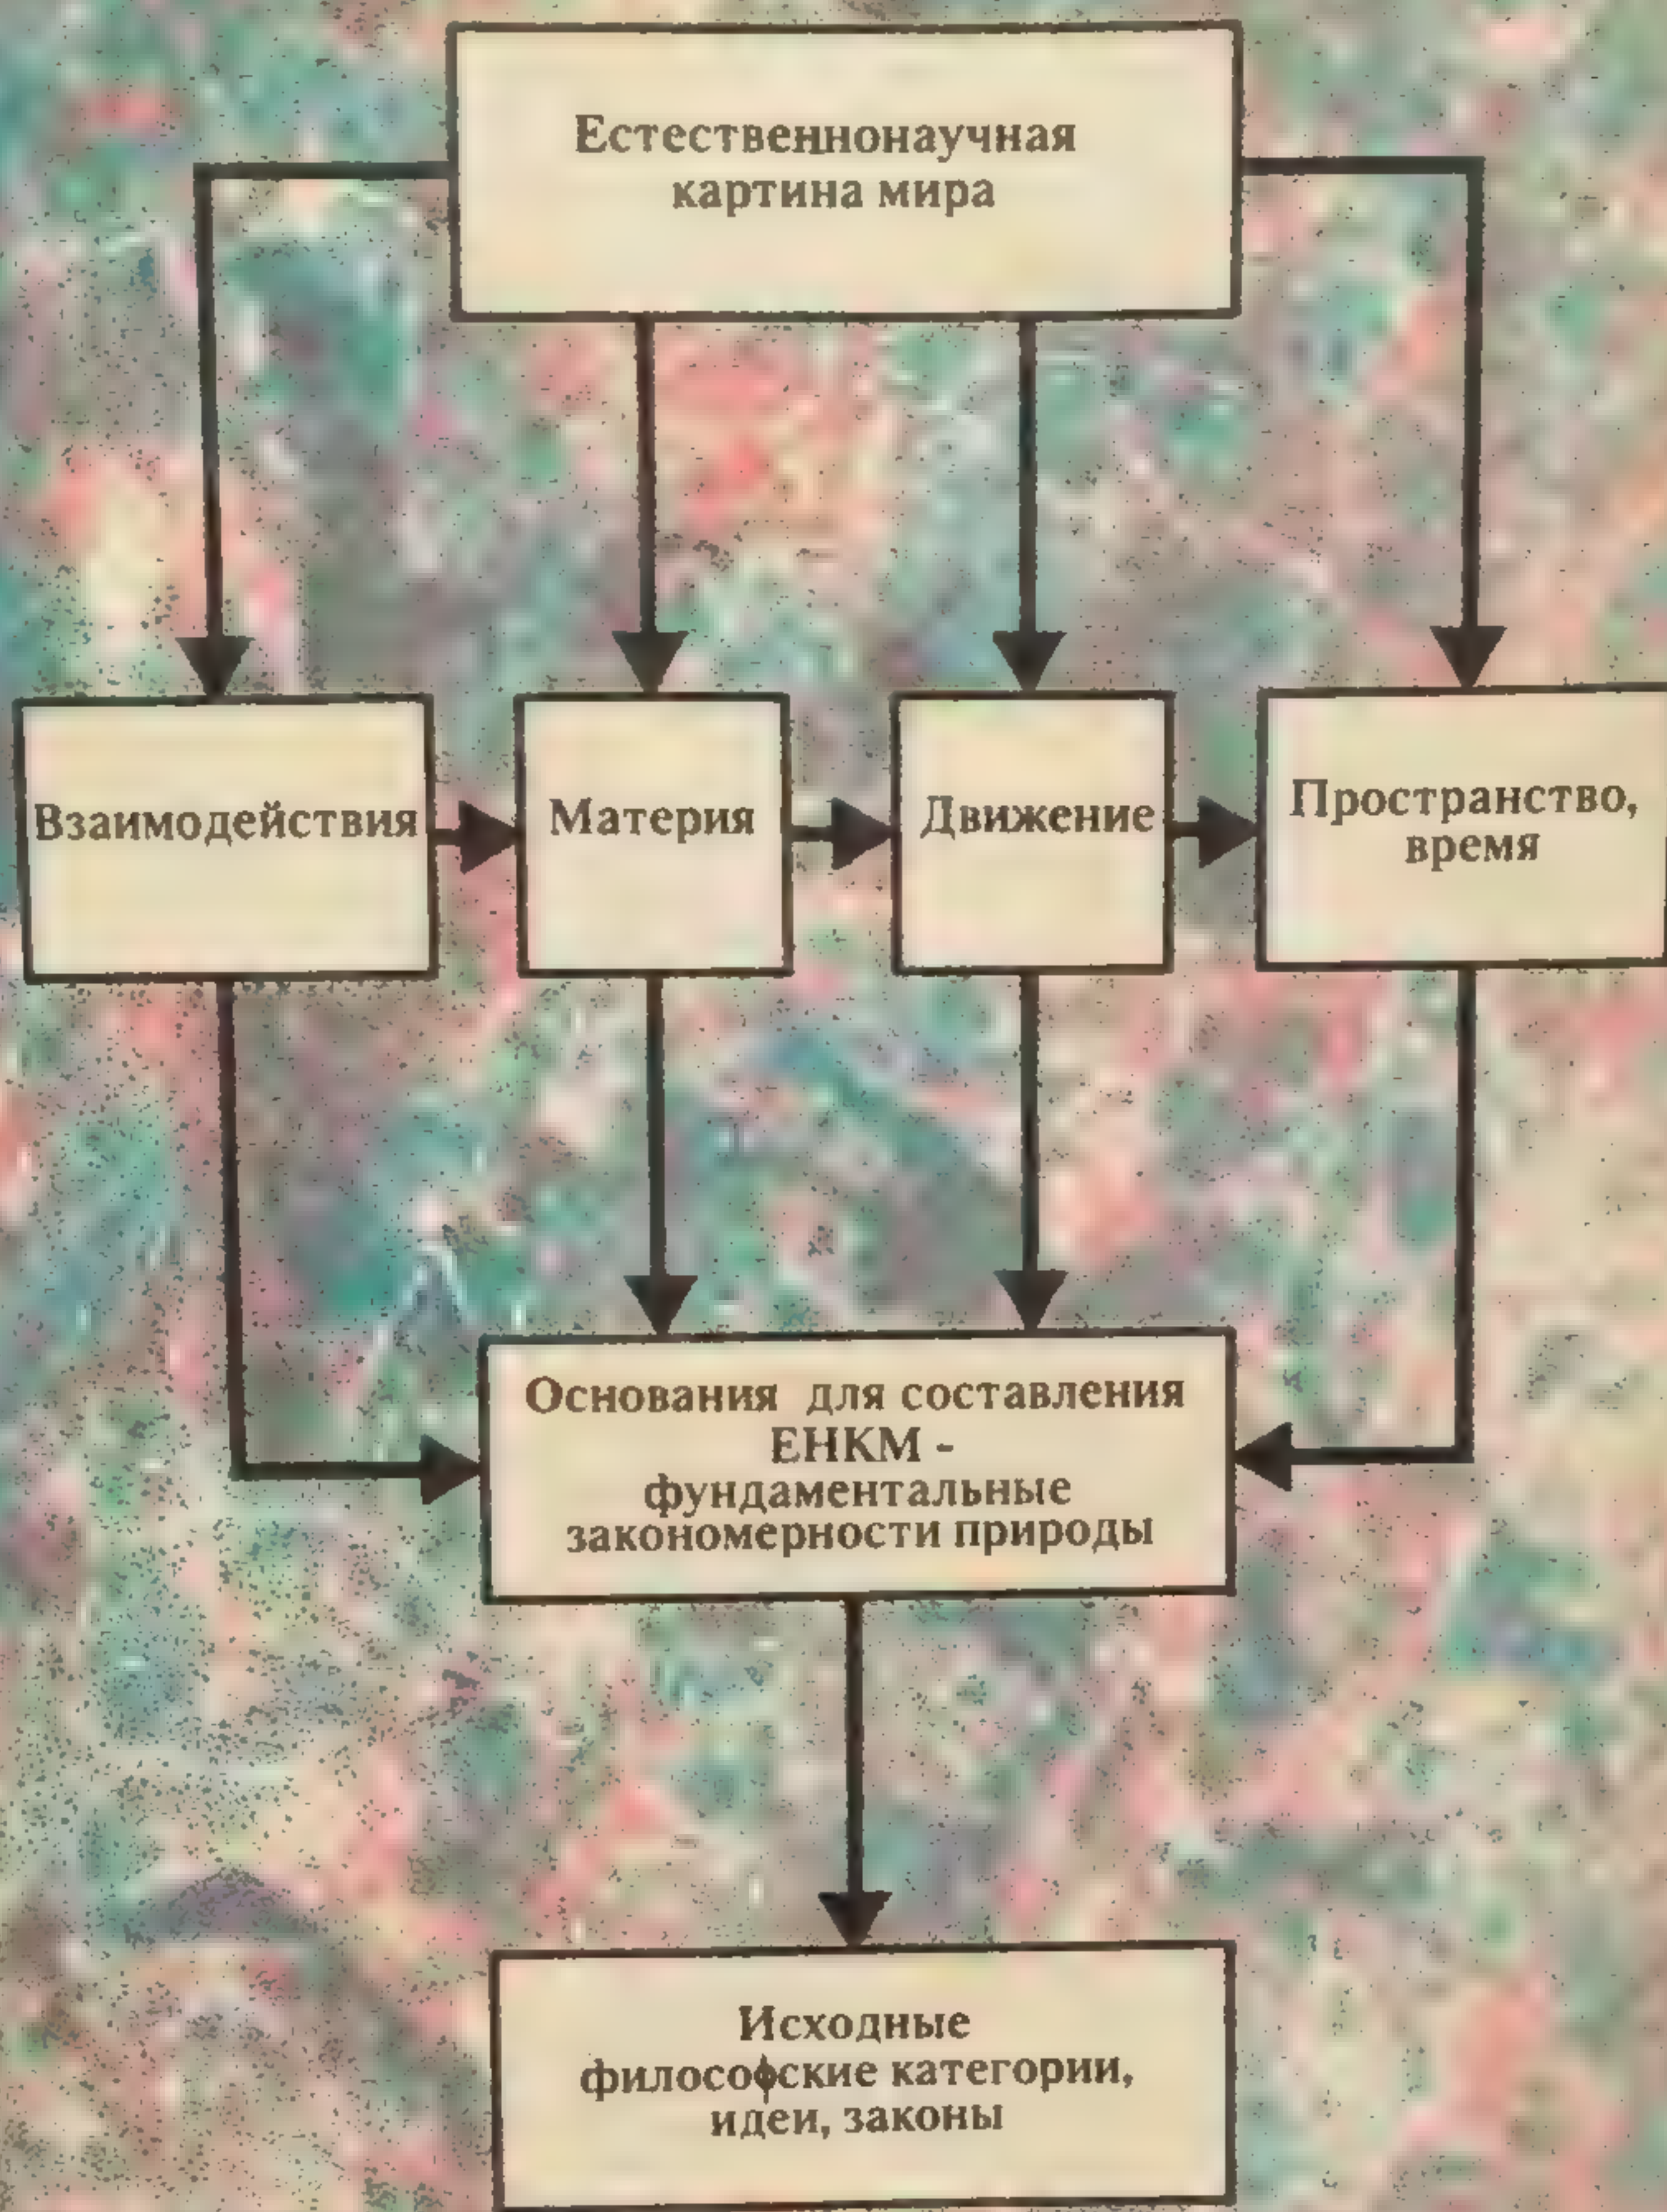 Естественнонаучная
картина мира
Взаимодействия
Материя
Движение
Пространство,
время
Основания для составления
ЕНКМ -
фундаментальные
закономерности природы
Исходные
философские категории,
идеи, законы